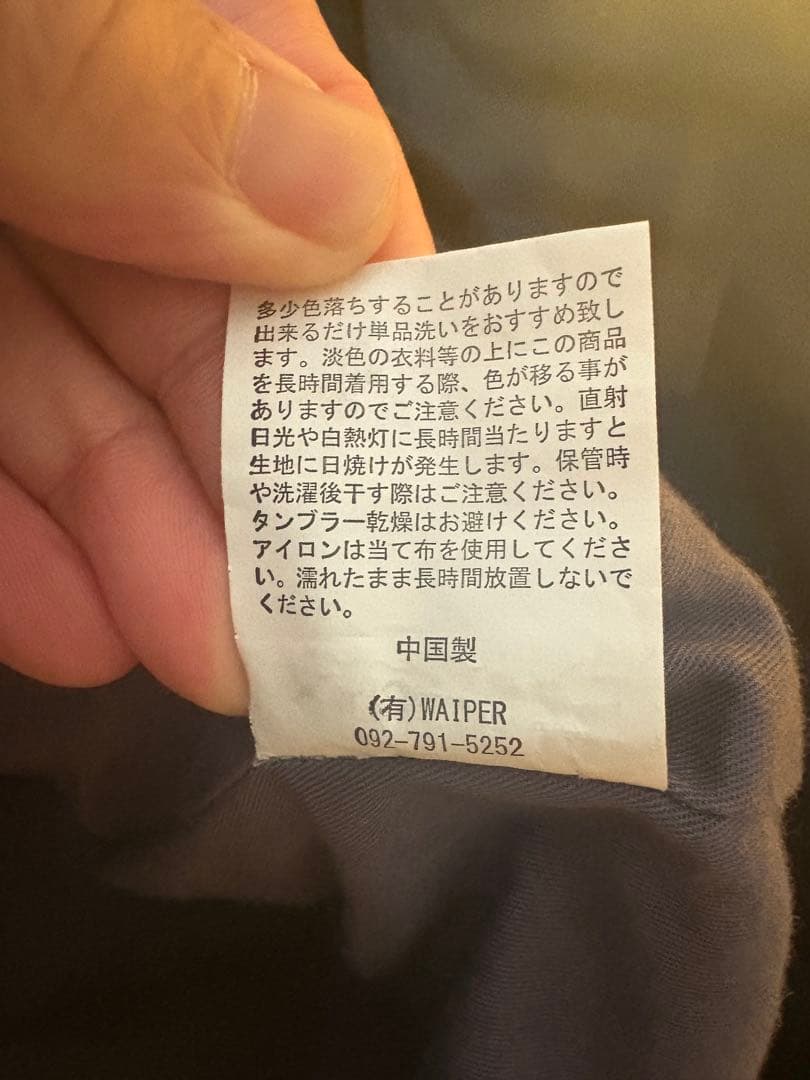 多少色落ちすることがありますので
出来るだけ単品洗いをおすすめ致し
ます。淡色の衣料等の上にこの商品
を長時間着用する際、色が移る事が
ありますのでご注意ください。直射
日光や白熱灯に長時間当たりますと
生地に日焼けが発生します。保管時
や洗濯後干す際はご注意ください。
タンブラー乾燥はお避けください。
アイロンは当て布を使用してくださ
い。濡れたまま長時間放置しないで
ください。
中国製
(有)WAIPER
092-791-5252